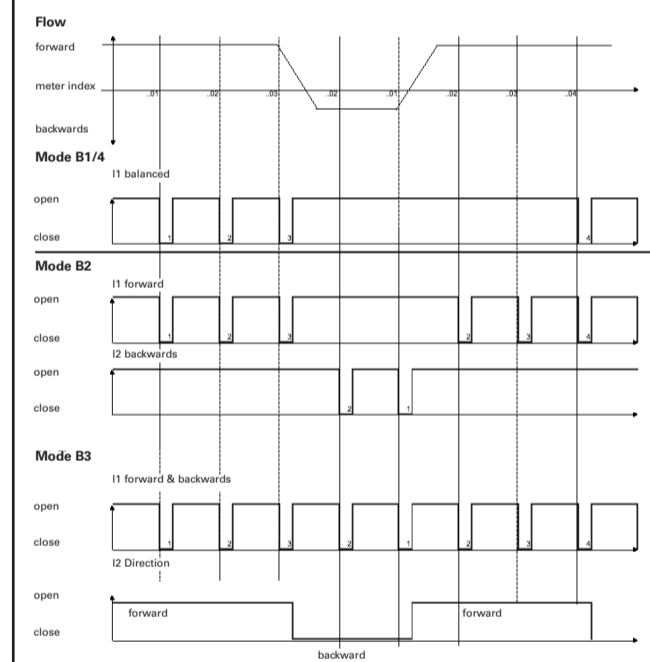 Flow
forward
meter index
..01 ..02 ..03 ..02 ..01 ..02 ..03 ..04
backwards
Mode B1/4
I1 balanced
open
close
1 2 3 4
Mode B2
I1 forward
open
close
1 2 3 2 3 4
I2 backwards
open
close
2 1
Mode B3
I1 forward & backwards
open
close
1 2 3 2 1 2 3 4
I2 Direction
open
forward forward
close
backward